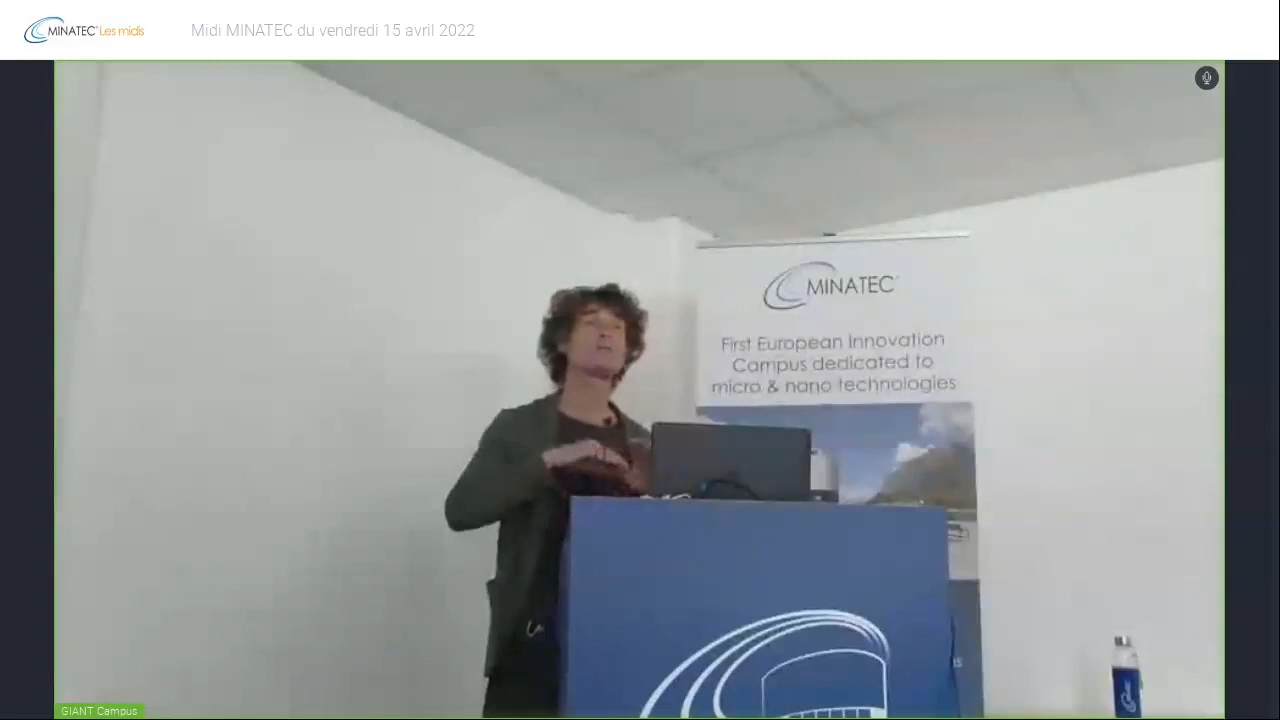 MINATEC Les midis
Midi MINATEC du vendredi 15 avril 2022
MINATEC
First European Innovation
Campus dedicated to
micro & nano technologies
GIANT Campus